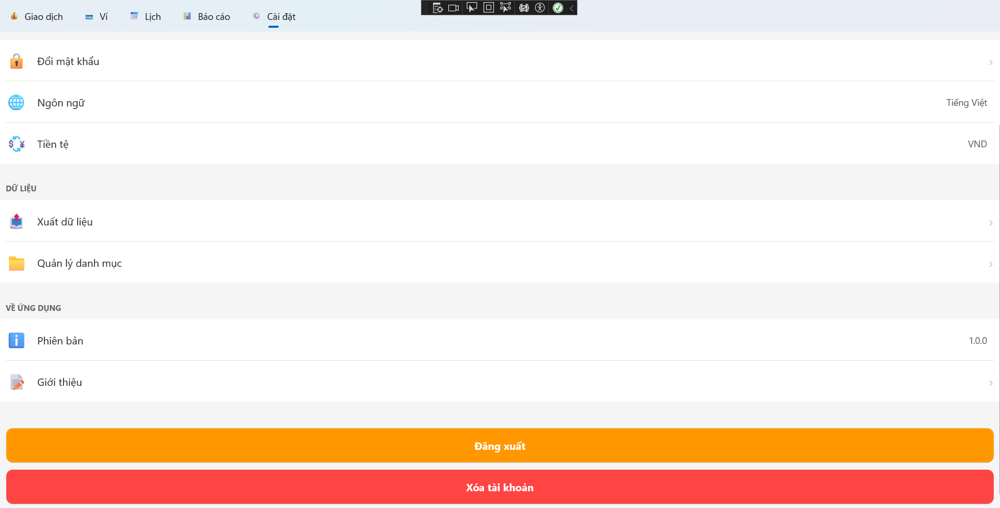 Giao dịch
Ví
Lịch
Báo cáo
Cài đặt
Đổi mật khẩu
Ngôn ngữ
Tiếng Việt
Tiền tệ
VND
DỮ LIỆU
Xuất dữ liệu
Quản lý danh mục
VỀ ỨNG DỤNG
Phiên bản
1.0.0
Giới thiệu
Đăng xuất
Xóa tài khoản